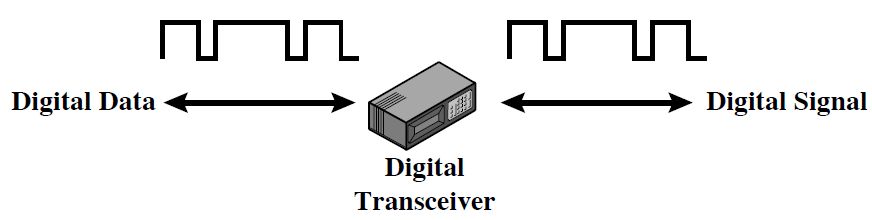 Digital Data
Digital Signal
Digital
Transceiver